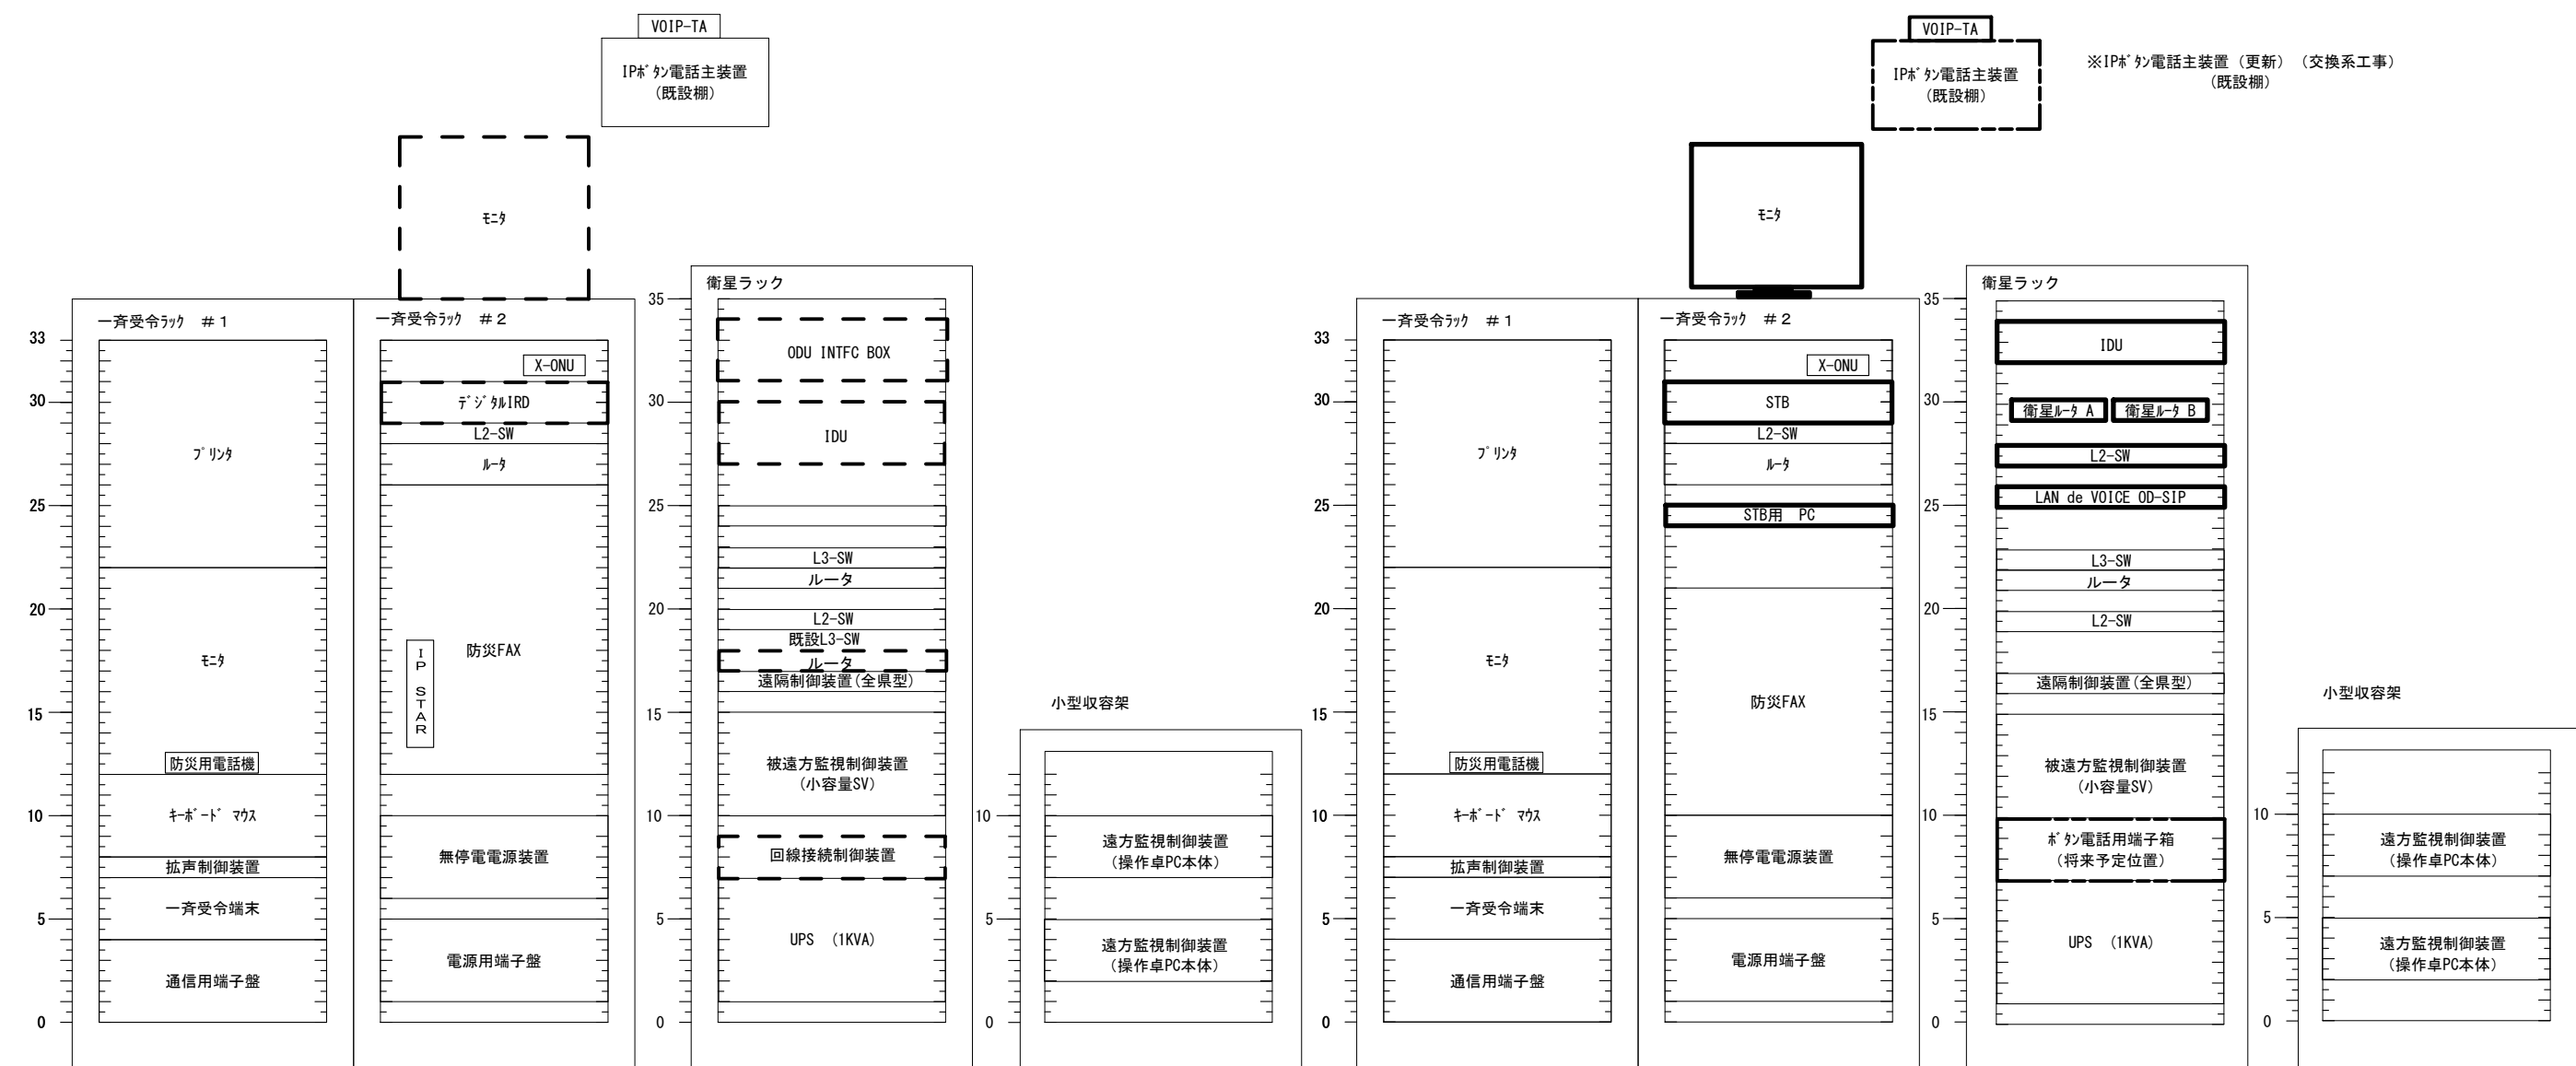 VOIP-TA
IPﾎﾞﾀﾝ電話主装置
(既設棚)
ﾓﾆﾀ
一斉受令ﾗｯｸ ＃1
33
30
25
20
15
10
5
0
ﾌﾟﾘﾝﾀ
ﾓﾆﾀ
防災用電話機
ｷｰﾎﾞｰﾄﾞ ﾏｳｽ
拡声制御装置
一斉受令端末
通信用端子盤
一斉受令ﾗｯｸ ＃2
X-ONU
ﾃﾞｼﾞﾀﾙIRD
L2-SW
ﾙｰﾀ
防災FAX
IP STAR
無停電電源装置
電源用端子盤
衛星ラック
35
30
25
20
15
10
5
0
ODU INTFC BOX
IDU
L3-SW
ルータ
L2-SW
既設L3-SW
ルータ
遠隔制御装置(全県型)
被遠方監視制御装置
(小容量SV)
回線接続制御装置
UPS (1KVA)
小型収容架
10
5
0
遠方監視制御装置
(操作卓PC本体)
遠方監視制御装置
(操作卓PC本体)
VOIP-TA
IPﾎﾞﾀﾝ電話主装置
(既設棚)
※IPﾎﾞﾀﾝ電話主装置（更新）（交換系工事）
(既設棚)
ﾓﾆﾀ
一斉受令ﾗｯｸ ＃1
33
30
25
20
15
10
5
0
ﾌﾟﾘﾝﾀ
ﾓﾆﾀ
防災用電話機
ｷｰﾎﾞｰﾄﾞ ﾏｳｽ
拡声制御装置
一斉受令端末
通信用端子盤
一斉受令ﾗｯｸ ＃2
X-ONU
STB
L2-SW
ﾙｰﾀ
STB用 PC
防災FAX
無停電電源装置
電源用端子盤
衛星ラック
35
30
25
20
15
10
5
0
IDU
衛星ﾙｰﾀ A
衛星ﾙｰﾀ B
L2-SW
LAN de VOICE OD-SIP
L3-SW
ルータ
L2-SW
遠隔制御装置(全県型)
被遠方監視制御装置
(小容量SV)
ﾎﾞﾀﾝ電話用端子箱
(将来予定位置)
UPS (1KVA)
小型収容架
10
5
0
遠方監視制御装置
(操作卓PC本体)
遠方監視制御装置
(操作卓PC本体)